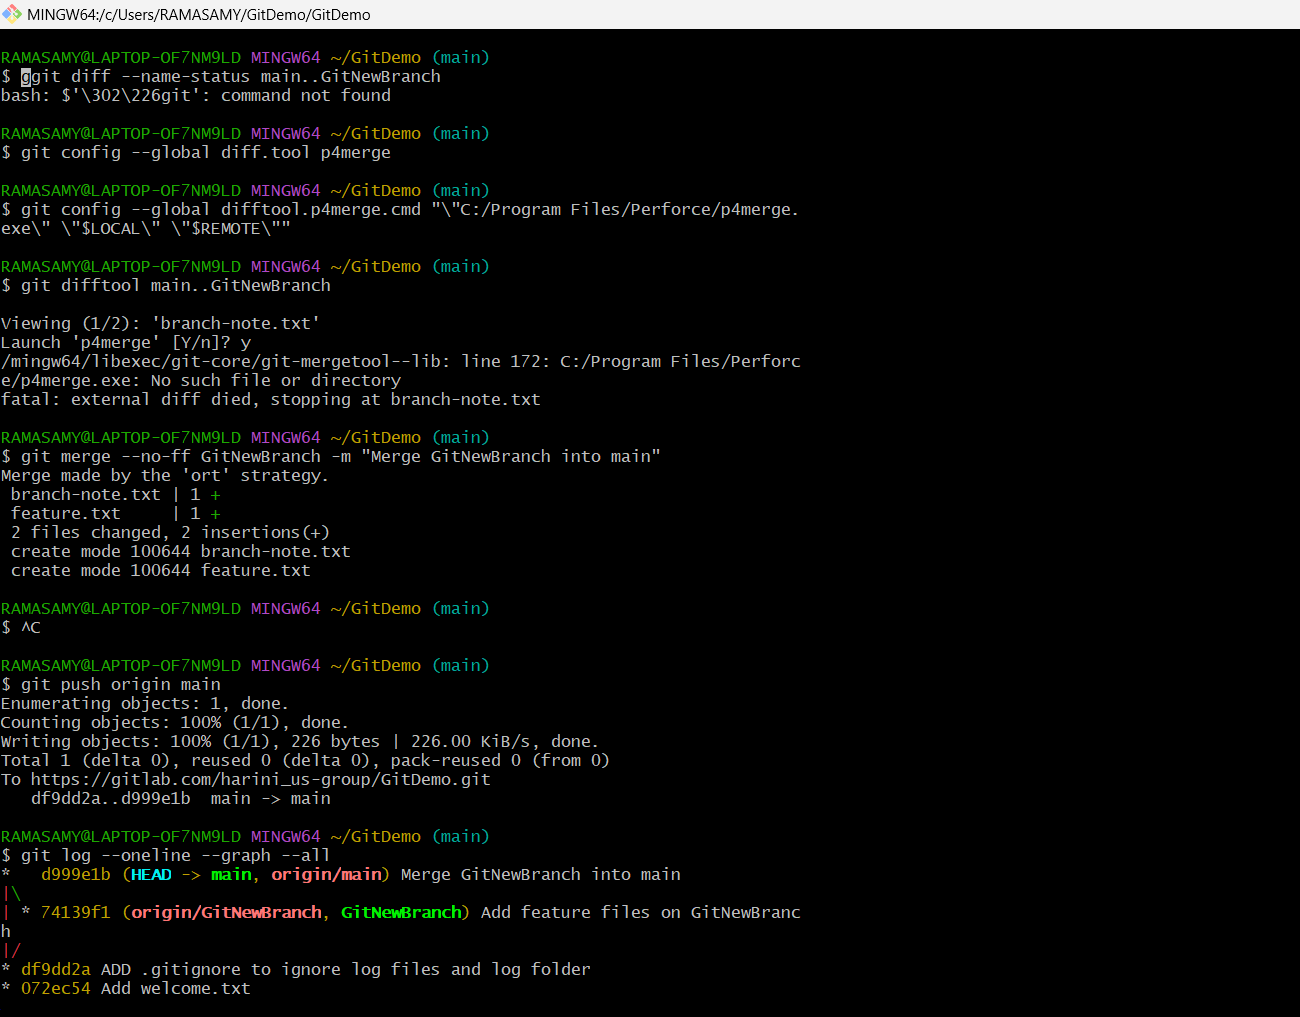 MINGW64:/c/Users/RAMASAMY/GitDemo/GitDemo
RAMASAMY@LAPTOP-OF7NM9LD MINGW64 ~/GitDemo (main)
$ ggit diff --name-status main..GitNewBranch
bash: $'\302\226git': command not found
RAMASAMY@LAPTOP-OF7NM9LD MINGW64 ~/GitDemo (main)
$ git config --global diff.tool p4merge
RAMASAMY@LAPTOP-OF7NM9LD MINGW64 ~/GitDemo (main)
$ git config --global difftool.p4merge.cmd "\"C:/Program Files/Perforce/p4merge.
exe\" \"$LOCAL\" \"$REMOTE\""
RAMASAMY@LAPTOP-OF7NM9LD MINGW64 ~/GitDemo (main)
$ git difftool main..GitNewBranch
Viewing (1/2): 'branch-note.txt'
Launch 'p4merge' [Y/n]? y
/mingw64/libexec/git-core/git-mergetool--lib: line 172: C:/Program Files/Perforc
e/p4merge.exe: No such file or directory
fatal: external diff died, stopping at branch-note.txt
RAMASAMY@LAPTOP-OF7NM9LD MINGW64 ~/GitDemo (main)
$ git merge --no-ff GitNewBranch -m "Merge GitNewBranch into main"
Merge made by the 'ort' strategy.
branch-note.txt | 1 +
feature.txt     | 1 +
2 files changed, 2 insertions(+)
create mode 100644 branch-note.txt
create mode 100644 feature.txt
RAMASAMY@LAPTOP-OF7NM9LD MINGW64 ~/GitDemo (main)
$ ^C
RAMASAMY@LAPTOP-OF7NM9LD MINGW64 ~/GitDemo (main)
$ git push origin main
Enumerating objects: 1, done.
Counting objects: 100% (1/1), done.
Writing objects: 100% (1/1), 226 bytes | 226.00 KiB/s, done.
Total 1 (delta 0), reused 0 (delta 0), pack-reused 0 (from 0)
To https://gitlab.com/harini_us-group/GitDemo.git
   df9dd2a..d999e1b  main -> main
RAMASAMY@LAPTOP-OF7NM9LD MINGW64 ~/GitDemo (main)
$ git log --oneline --graph --all
*   d999e1b (HEAD -> main, origin/main) Merge GitNewBranch into main
|\
| * 74139f1 (origin/GitNewBranch, GitNewBranch) Add feature files on GitNewBranc
h
|/
* df9dd2a ADD .gitignore to ignore log files and log folder
* 072ec54 Add welcome.txt